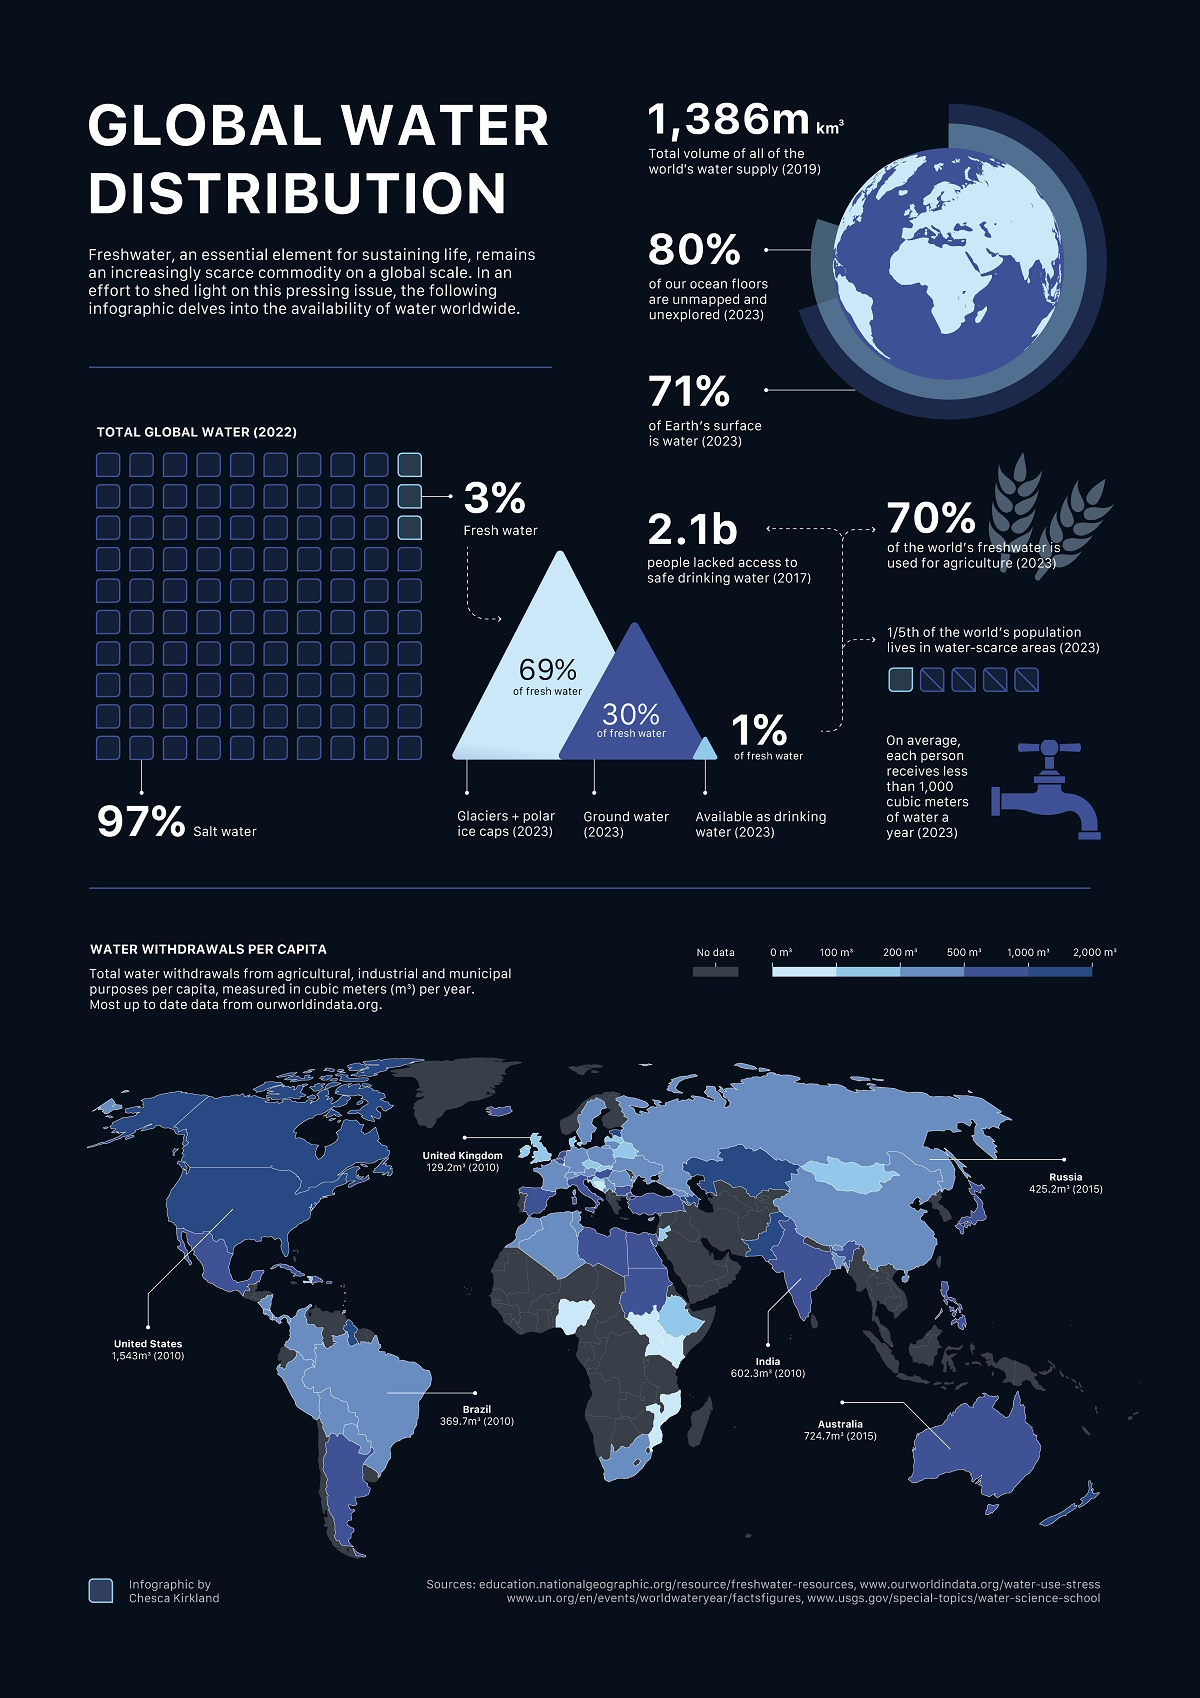 GLOBAL WATER
DISTRIBUTION
Freshwater, an essential element for sustaining life, remains
an increasingly scarce commodity on a global scale. In an
effort to shed light on this pressing issue, the following
infographic delves into the availability of water worldwide.
1,386m km³
Total volume of all of the
world's water supply (2019)
80%
of our ocean floors
are unmapped and
unexplored (2023)
71%
of Earth's surface
is water (2023)
TOTAL GLOBAL WATER (2022)
3%
Fresh water
97% Salt water
69%
of fresh water
30%
of fresh water
1%
of fresh water
Glaciers + polar
ice caps (2023)
Ground water
(2023)
Available as drinking
water (2023)
2.1b
people lacked access to
safe drinking water (2017)
70%
of the world's freshwater is
used for agriculture (2023)
1/5th of the world's population
lives in water-scarce areas (2023)
On average,
each person
receives less
than 1,000
cubic meters
of water a
year (2023)
WATER WITHDRAWALS PER CAPITA
Total water withdrawals from agricultural, industrial and municipal
purposes per capita, measured in cubic meters (m³) per year.
Most up to date data from ourworldindata.org.
No data
0 m³ 100 m³ 200 m³ 500 m³ 1,000 m³ 2,000 m³
United Kingdom
129.2m³ (2010)
Russia
425.2m³ (2015)
United States
1,543m³ (2010)
India
602.3m³ (2010)
Brazil
369.7m³ (2010)
Australia
724.7m³ (2015)
Infographic by
Chesca Kirkland
Sources: education.nationalgeographic.org/resource/freshwater-resources, www.ourworldindata.org/water-use-stress
www.un.org/en/events/worldwateryear/factsfigures, www.usgs.gov/special-topics/water-science-school